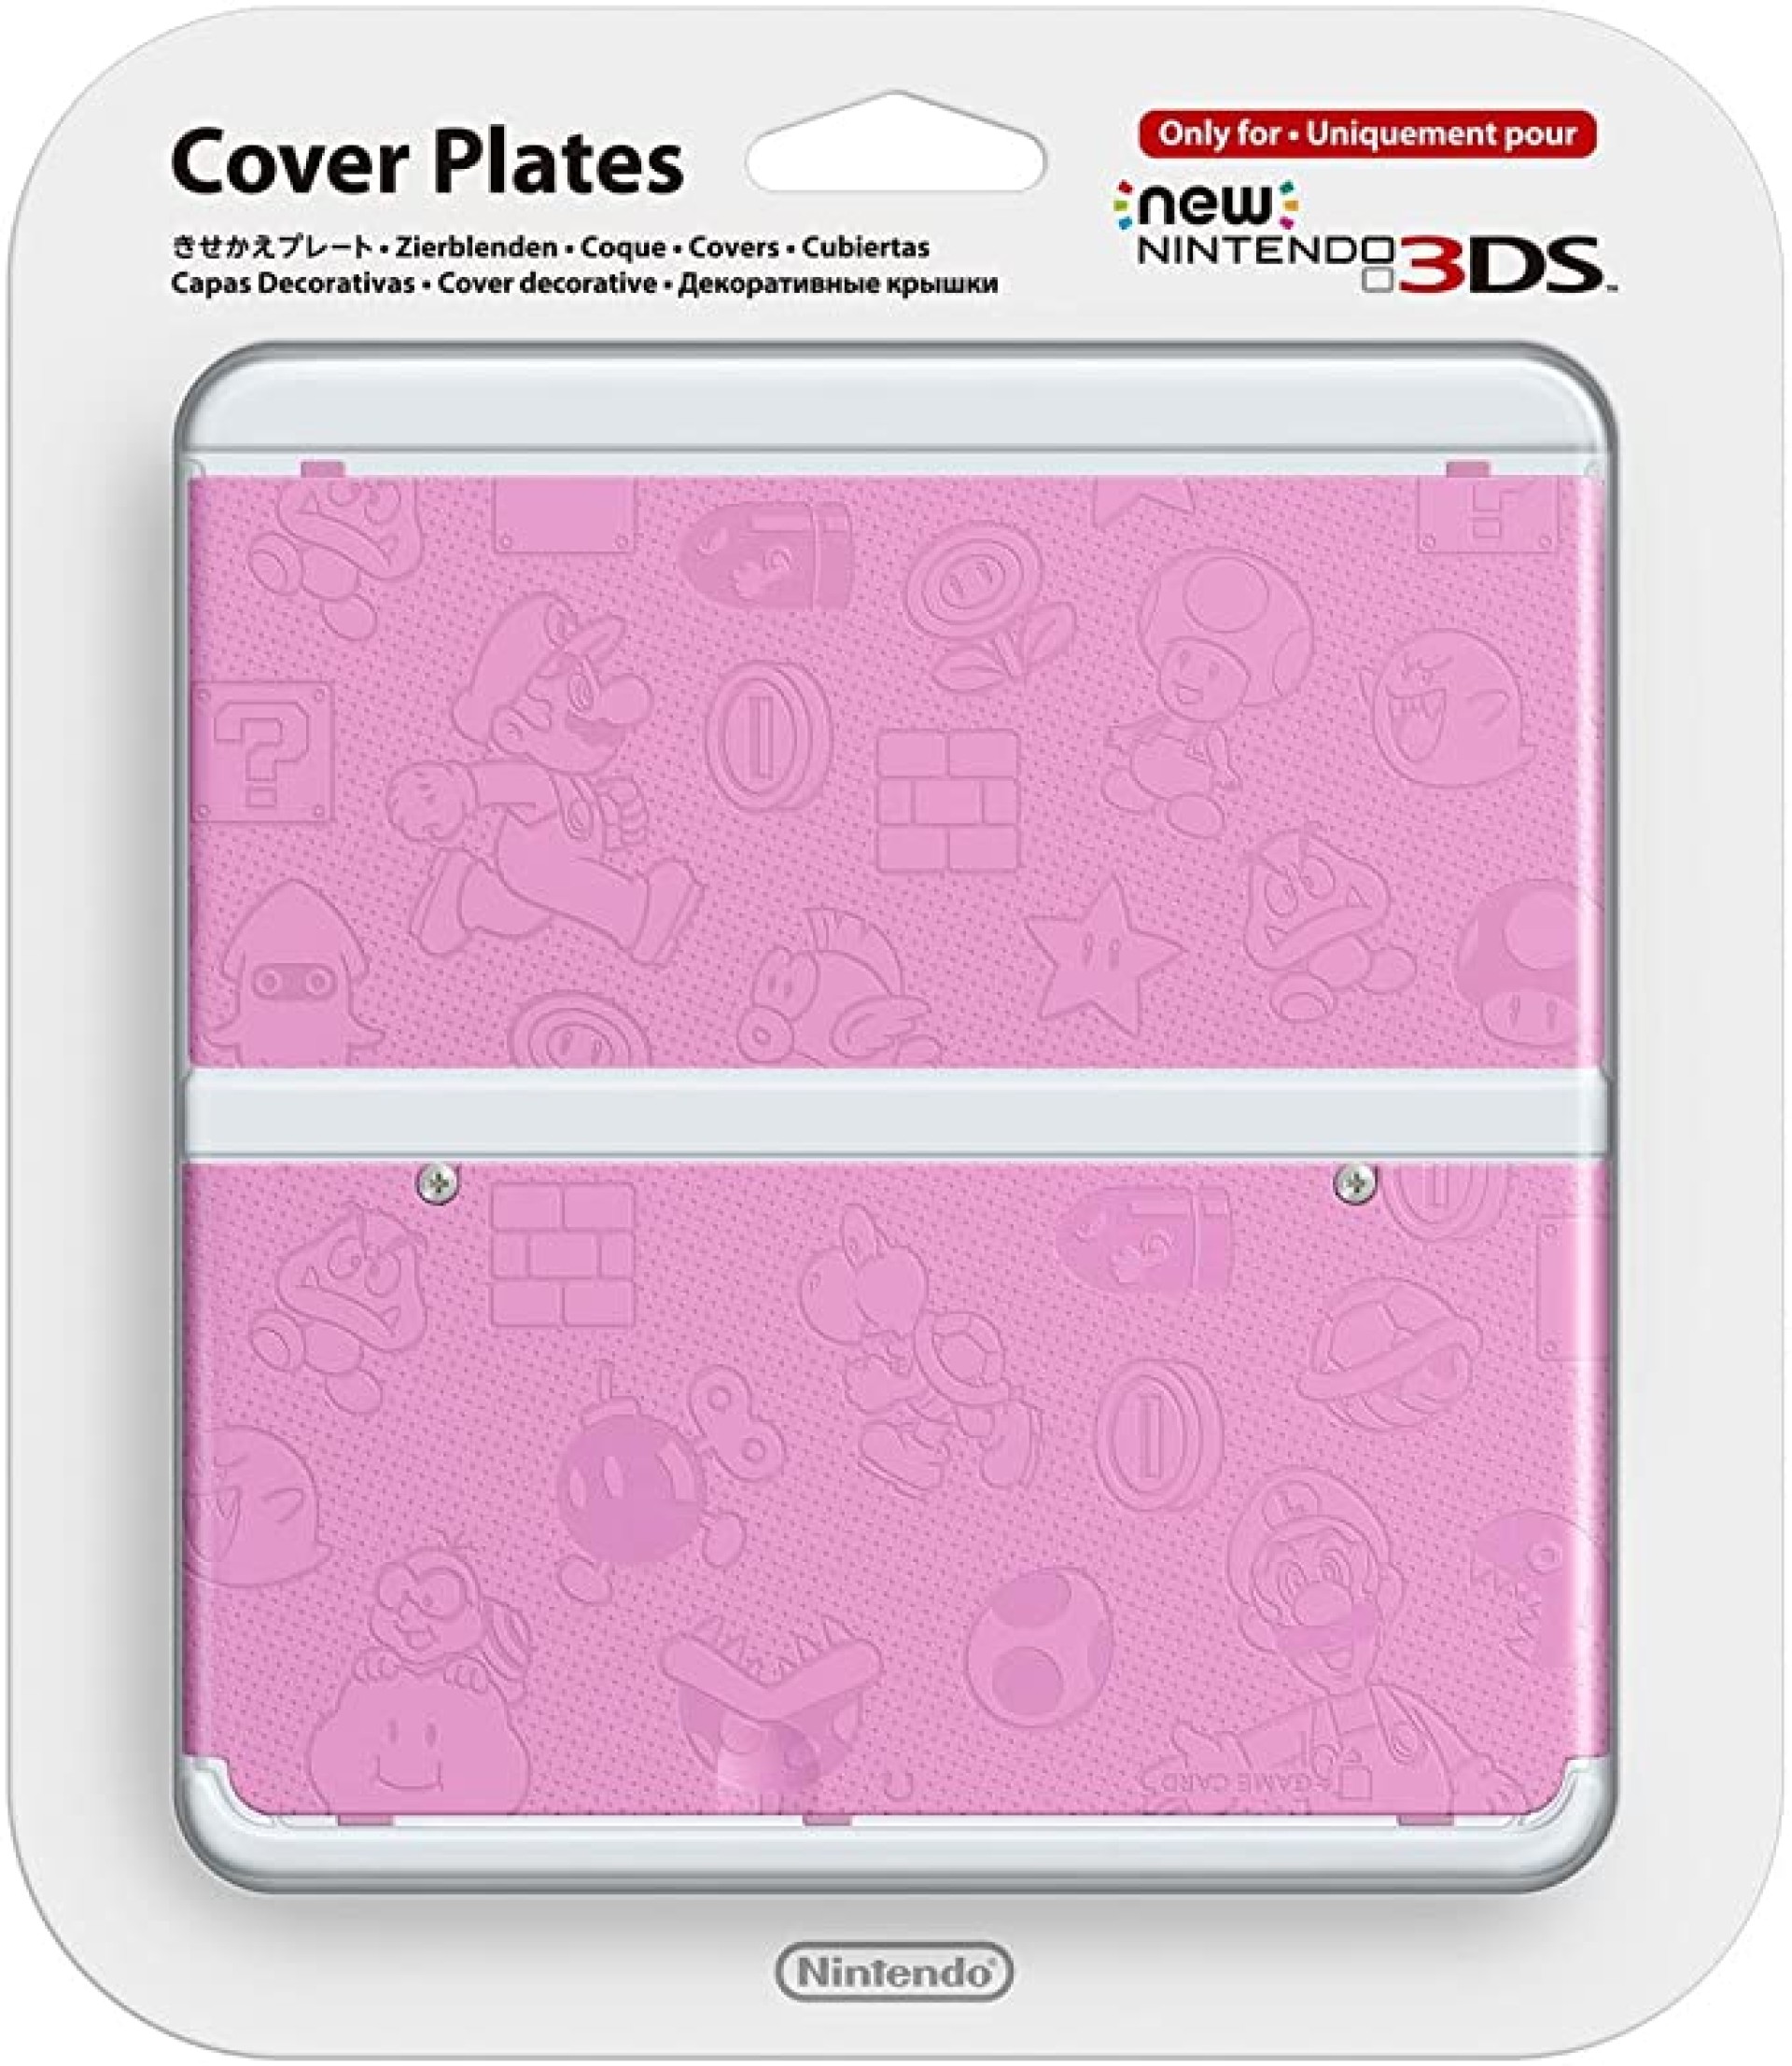 Cover Plates
Only for • Uniquement pour
new
NINTENDO 3DS™
きせかえプレート • Zierblenden • Coque • Covers • Cubiertas
Capas Decorativas • Cover decorative • Декоративные крышки
GAME CARD
Nintendo®